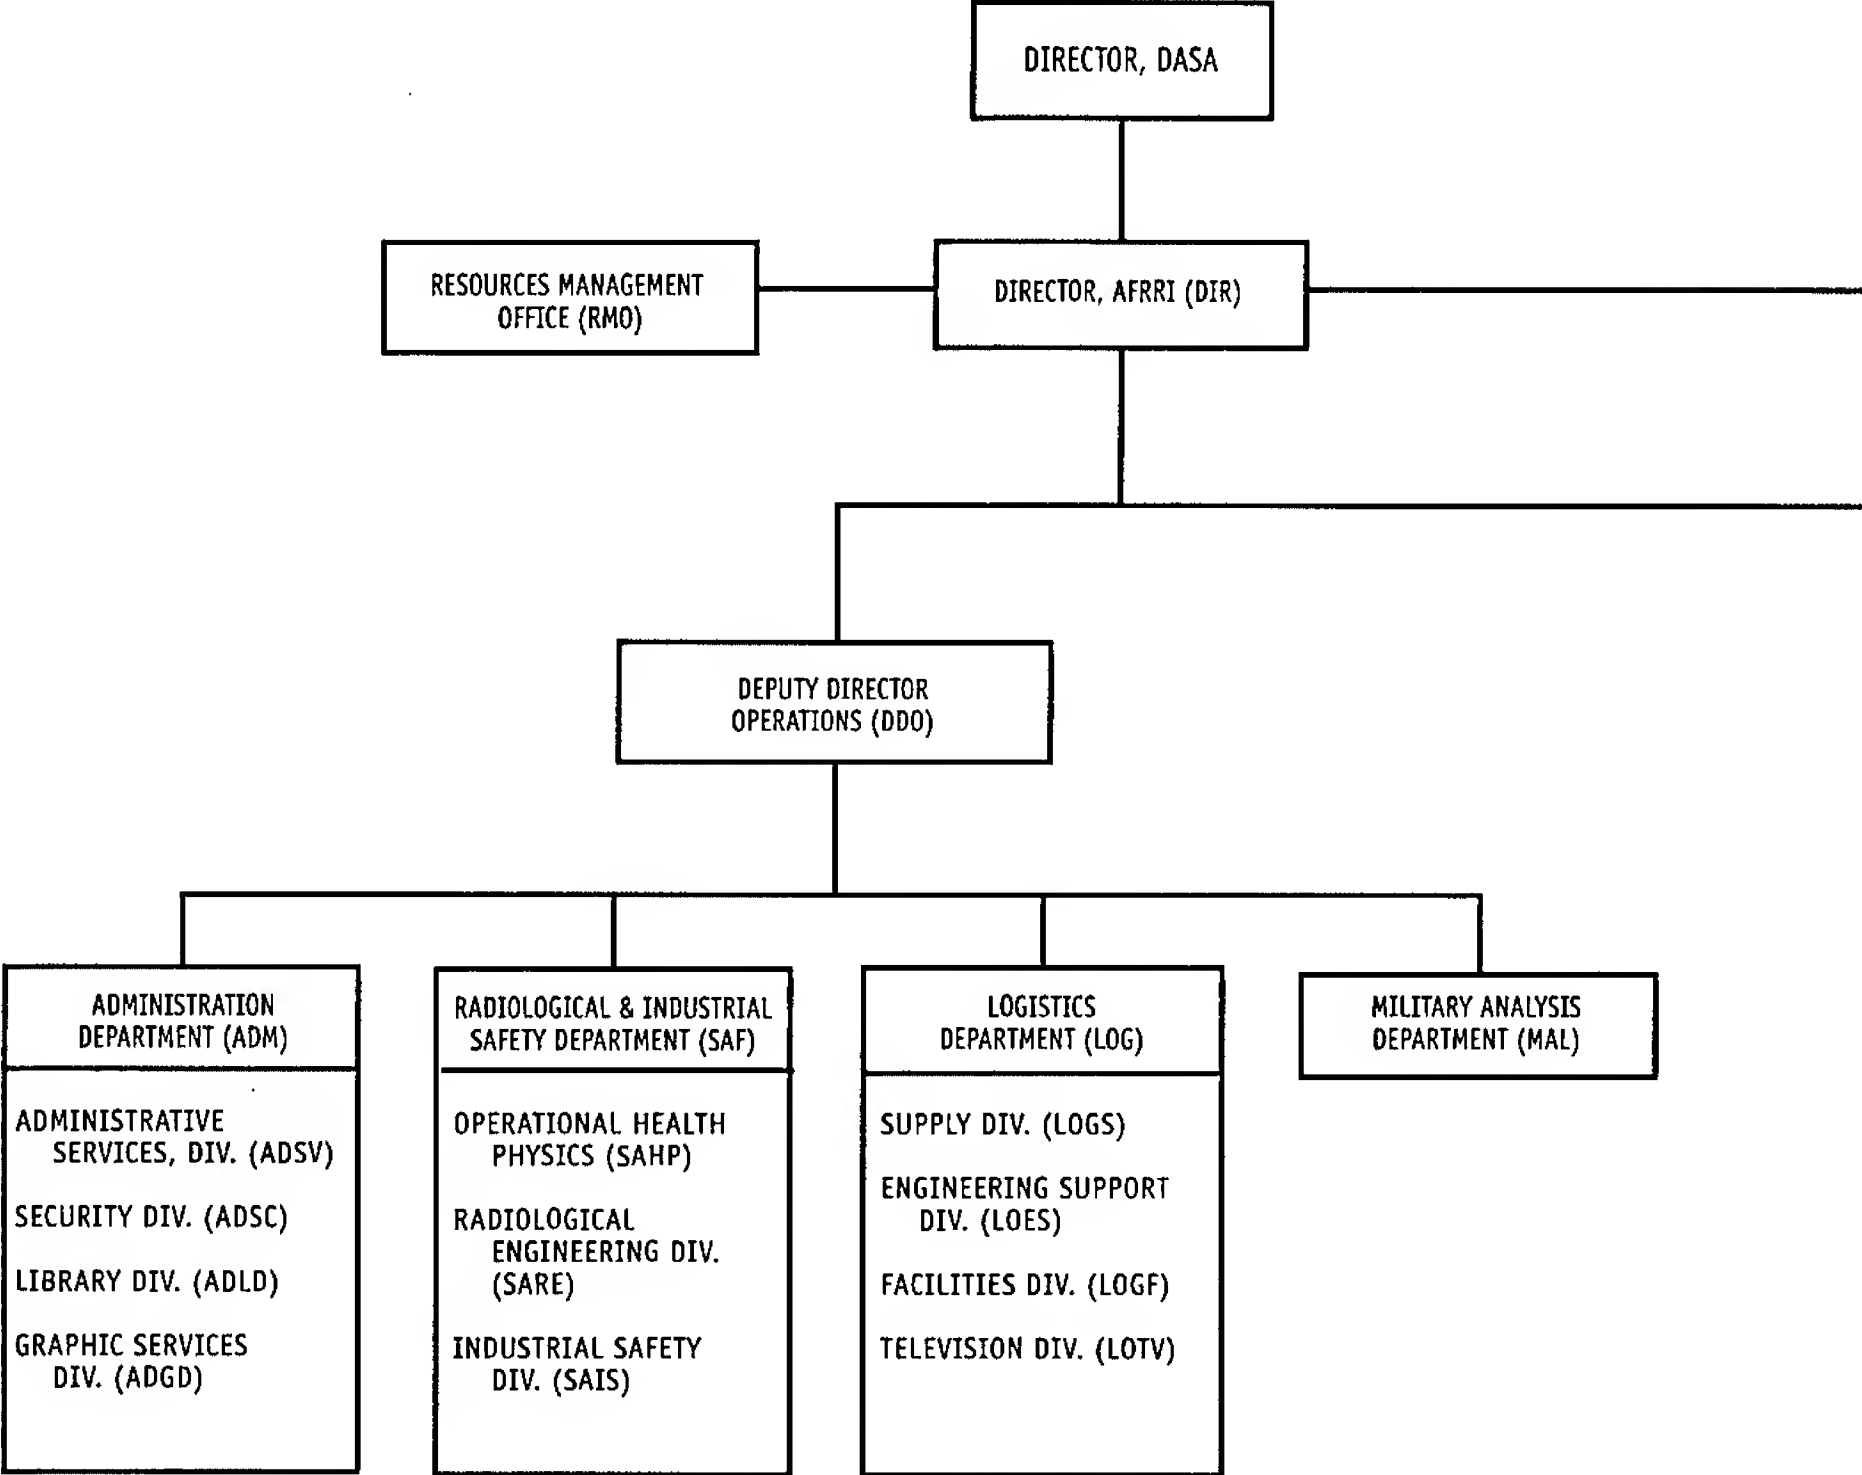 DIRECTOR, DASA
RESOURCES MANAGEMENT
OFFICE (RMO)
DIRECTOR, AFRRI (DIR)
DEPUTY DIRECTOR
OPERATIONS (DDO)
ADMINISTRATION
DEPARTMENT (ADM)
ADMINISTRATIVE
SERVICES, DIV. (ADSV)
SECURITY DIV. (ADSC)
LIBRARY DIV. (ADLD)
GRAPHIC SERVICES
DIV. (ADGD)
RADIOLOGICAL & INDUSTRIAL
SAFETY DEPARTMENT (SAF)
OPERATIONAL HEALTH
PHYSICS (SAHP)
RADIOLOGICAL
ENGINEERING DIV.
(SARE)
INDUSTRIAL SAFETY
DIV. (SAIS)
LOGISTICS
DEPARTMENT (LOG)
SUPPLY DIV. (LOGS)
ENGINEERING SUPPORT
DIV. (LOES)
FACILITIES DIV. (LOGF)
TELEVISION DIV. (LOTV)
MILITARY ANALYSIS
DEPARTMENT (MAL)